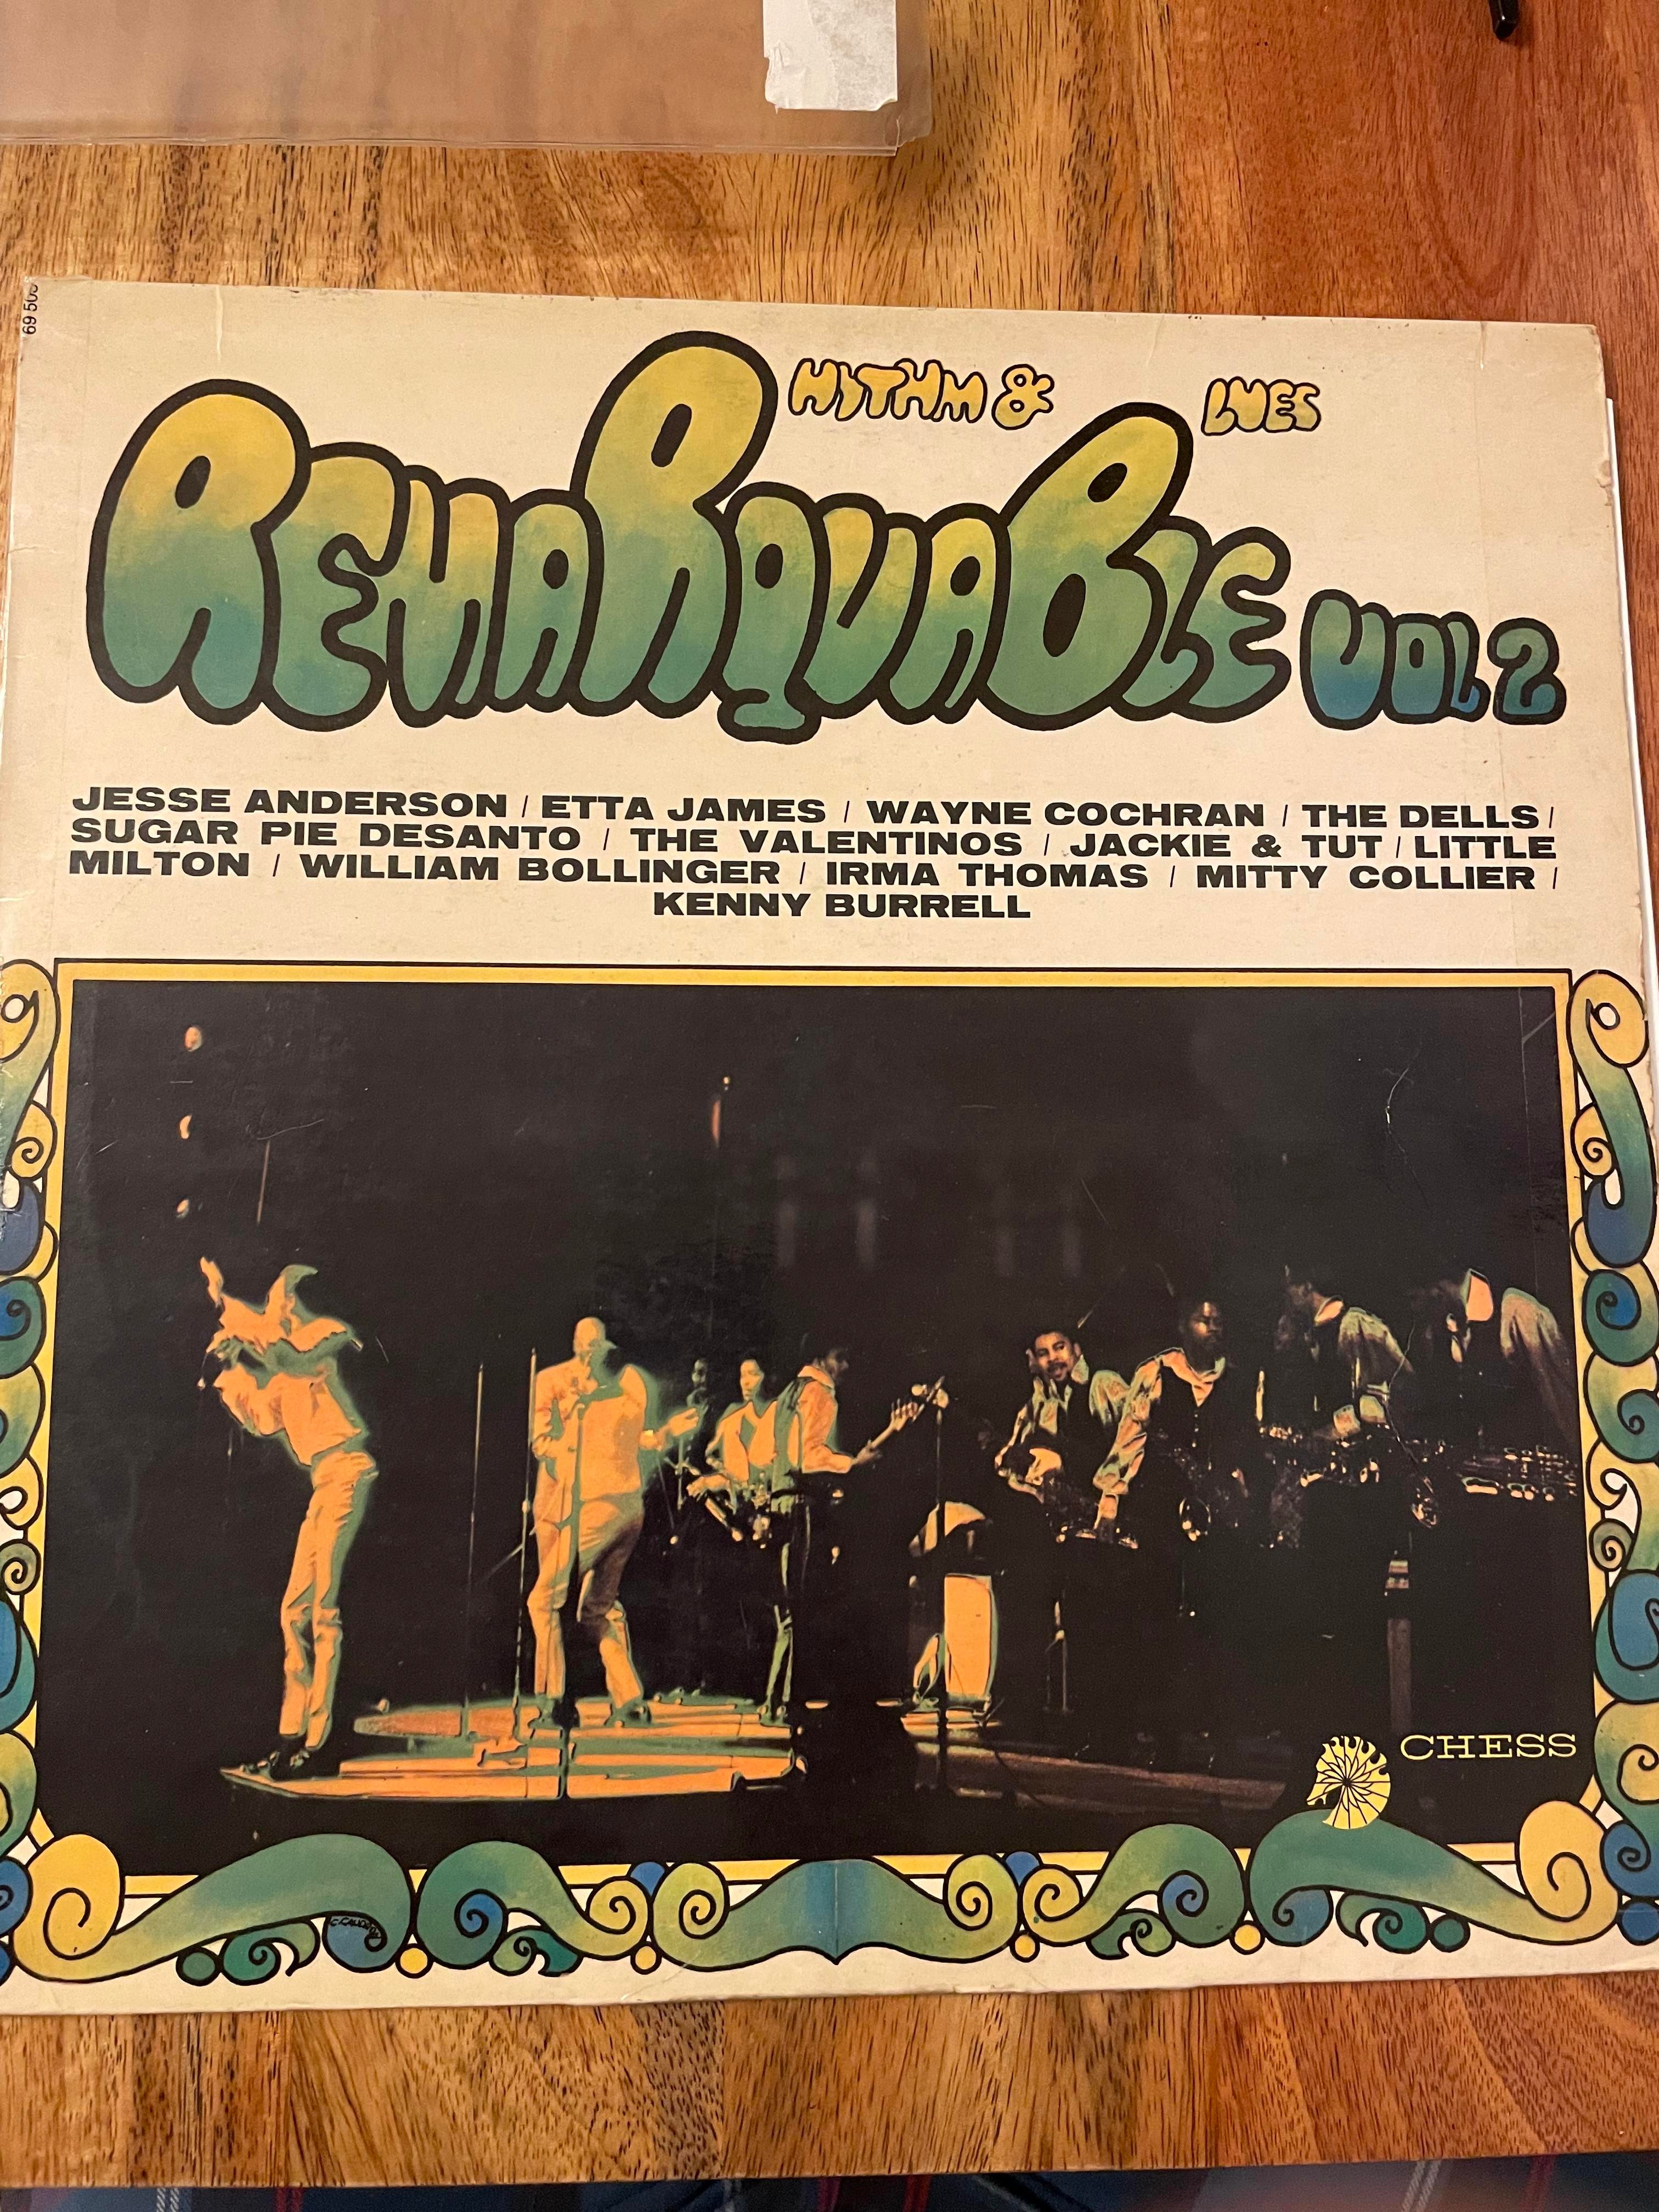 HYTHM & LUES
REMARQUABLE VOL 2
JESSE ANDERSON / ETTA JAMES / WAYNE COCHRAN / THE DELLS /
SUGAR PIE DESANTO / THE VALENTINOS / JACKIE & TUT / LITTLE
MILTON / WILLIAM BOLLINGER / IRMA THOMAS / MITTY COLLIER /
KENNY BURRELL
CHESS